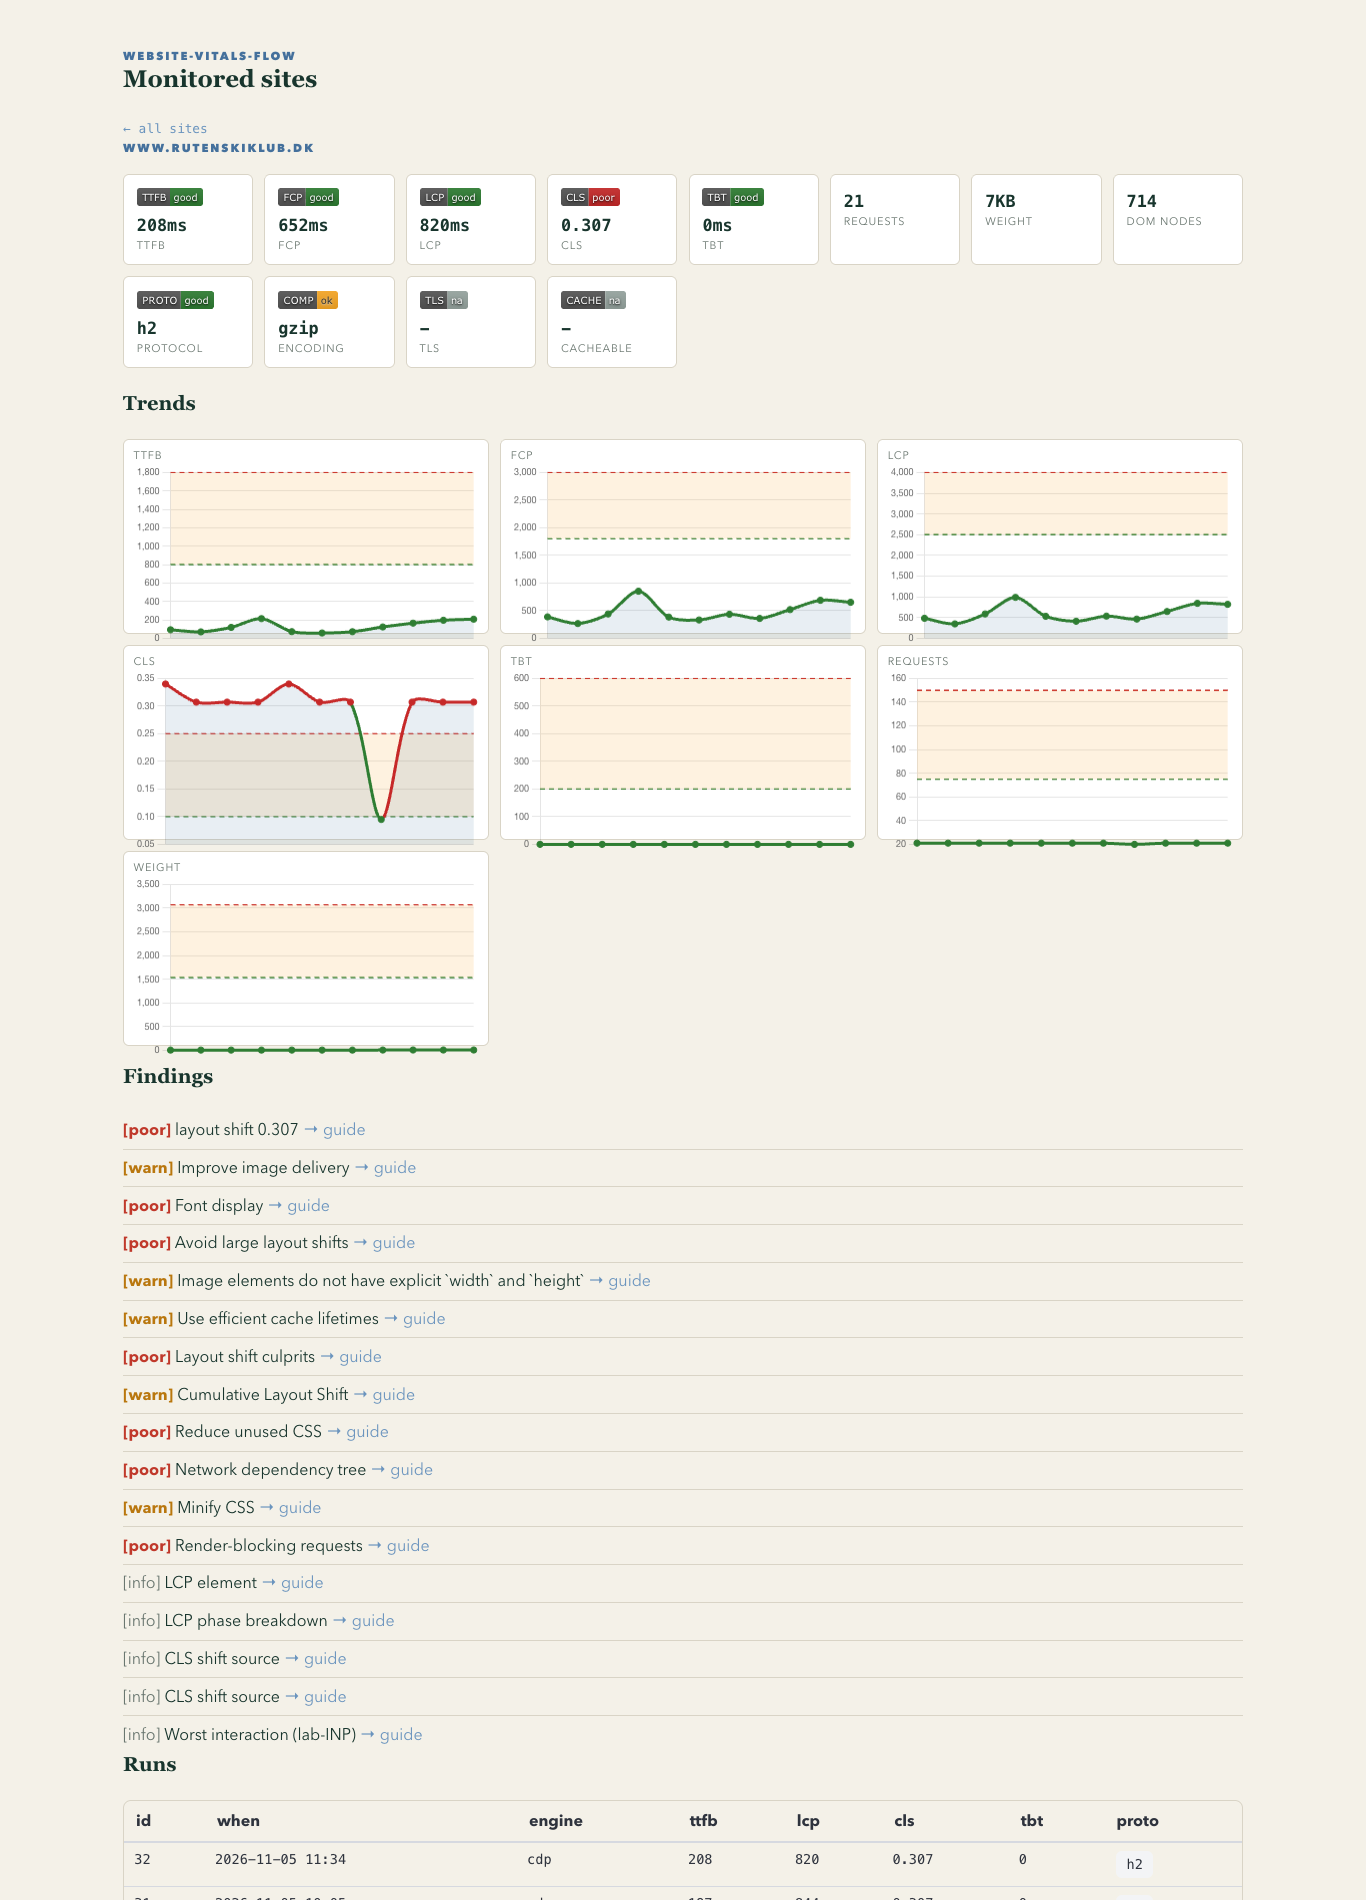 WEBSITE-VITALS-FLOW
Monitored sites
← all sites
WWW.RUTENSKIKLUB.DK
TTFB good
208ms
TTFB
FCP good
652ms
FCP
LCP good
820ms
LCP
CLS poor
0.307
CLS
TBT good
0ms
TBT
21
REQUESTS
7KB
WEIGHT
714
DOM NODES
PROTO good
h2
PROTOCOL
COMP ok
gzip
ENCODING
TLS na
–
TLS
CACHE na
–
CACHEABLE
Trends
TTFB
1,800
1,600
1,400
1,200
1,000
800
600
400
200
0
FCP
3,000
2,500
2,000
1,500
1,000
500
0
LCP
4,000
3,500
3,000
2,500
2,000
1,500
1,000
500
0
CLS
0.35
0.30
0.25
0.20
0.15
0.10
0.05
TBT
600
500
400
300
200
100
0
REQUESTS
160
140
120
100
80
60
40
20
WEIGHT
3,500
3,000
2,500
2,000
1,500
1,000
500
0
Findings
[poor] layout shift 0.307 → guide
[warn] Improve image delivery → guide
[poor] Font display → guide
[poor] Avoid large layout shifts → guide
[warn] Image elements do not have explicit `width` and `height` → guide
[warn] Use efficient cache lifetimes → guide
[poor] Layout shift culprits → guide
[warn] Cumulative Layout Shift → guide
[poor] Reduce unused CSS → guide
[poor] Network dependency tree → guide
[warn] Minify CSS → guide
[poor] Render-blocking requests → guide
[info] LCP element → guide
[info] LCP phase breakdown → guide
[info] CLS shift source → guide
[info] CLS shift source → guide
[info] Worst interaction (lab-INP) → guide
Runs
id when engine ttfb lcp cls tbt proto
32 2026-11-05 11:34 cdp 208 820 0.307 0 h2